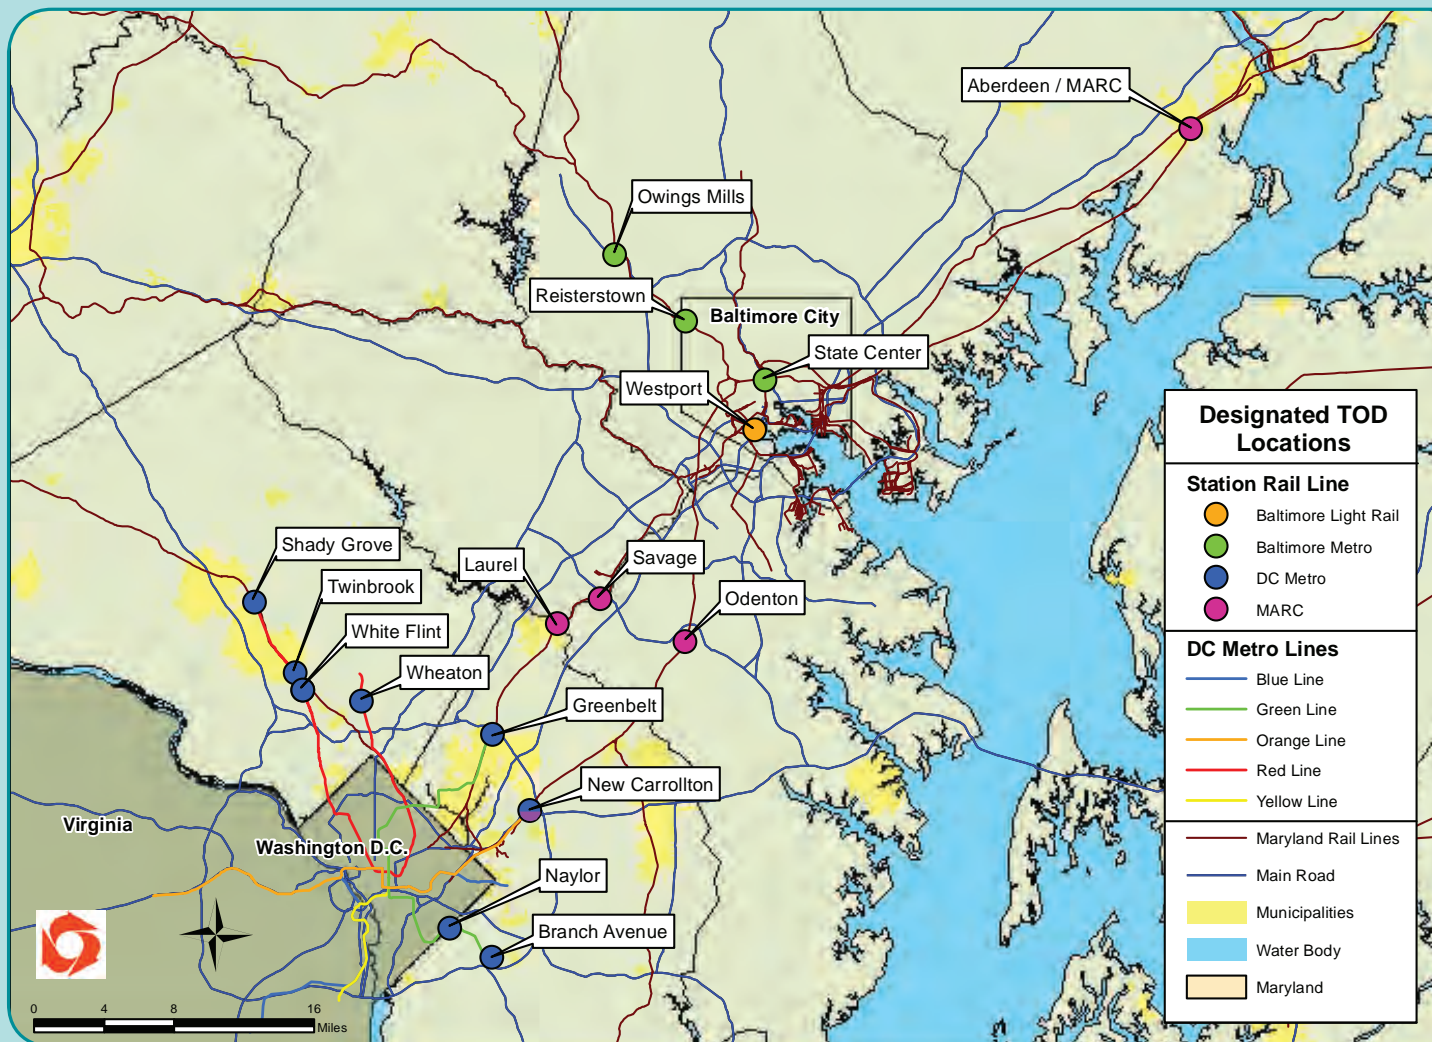 Aberdeen / MARC
Owings Mills
Reisterstown
Baltimore City
State Center
Westport
Designated TOD
Locations
Station Rail Line
Baltimore Light Rail
Baltimore Metro
DC Metro
MARC
DC Metro Lines
Blue Line
Green Line
Orange Line
Red Line
Yellow Line
Maryland Rail Lines
Main Road
Municipalities
Water Body
Maryland
Shady Grove
Twinbrook
White Flint
Wheaton
Laurel
Savage
Odenton
Greenbelt
New Carrollton
Virginia
Washington D.C.
Naylor
Branch Avenue
0 4 8 16
Miles